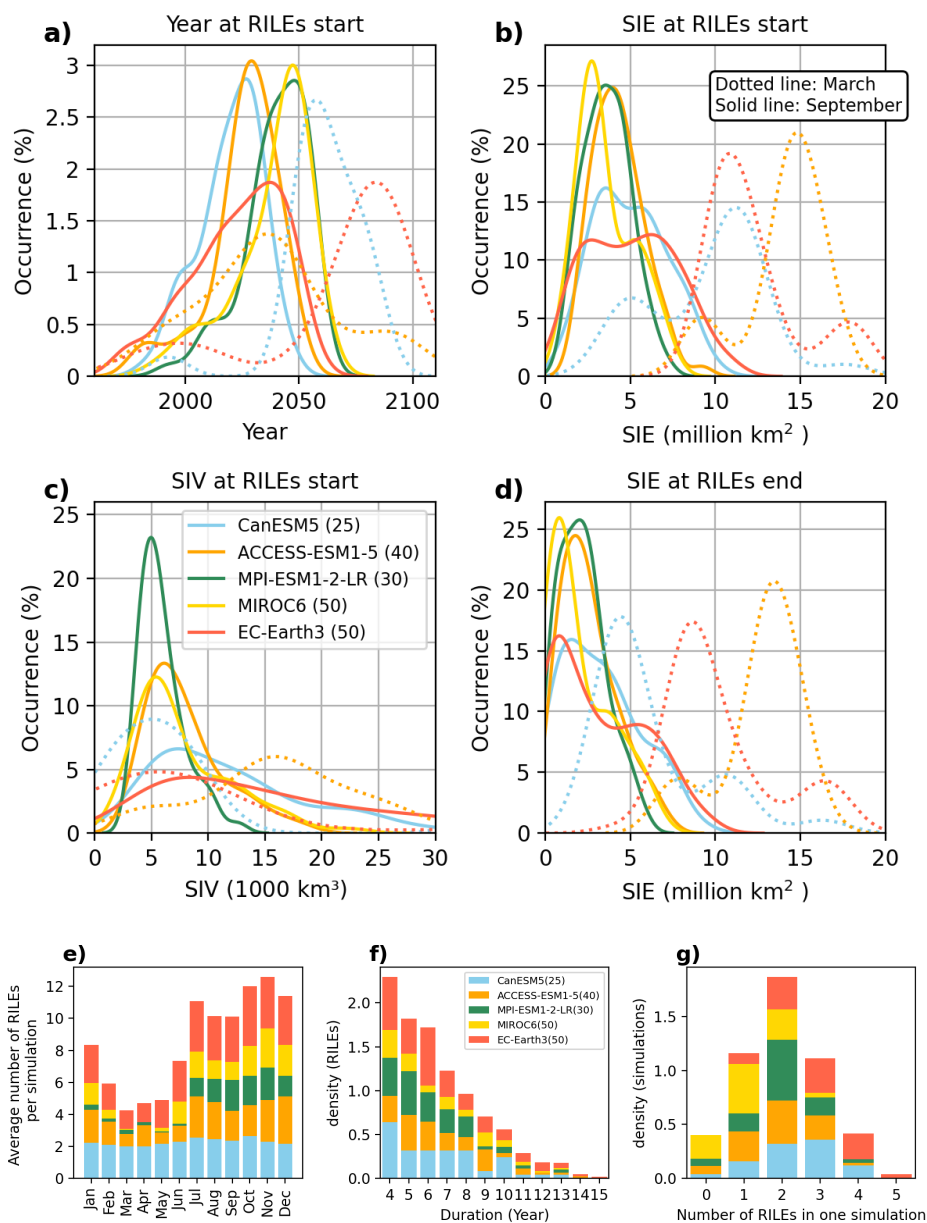 a)
Year at RILEs start
Occurrence (%)
3
2.5
2
1.5
1
0.5
0
2000
2050
2100
Year
b)
SIE at RILEs start
Dotted line: March
Solid line: September
Occurrence (%)
25
20
15
10
5
0
0
5
10
15
20
SIE (million km² )
c)
SIV at RILEs start
CanESM5 (25)
ACCESS-ESM1-5 (40)
MPI-ESM1-2-LR (30)
MIROC6 (50)
EC-Earth3 (50)
Occurrence (%)
25
20
15
10
5
0
0
5
10
15
20
25
30
SIV (1000 km³)
d)
SIE at RILEs end
Occurrence (%)
25
20
15
10
5
0
0
5
10
15
20
SIE (million km² )
e)
Average number of RILEs
per simulation
12
10
8
6
4
2
0
Jan
Feb
Mar
Apr
May
Jun
Jul
Aug
Sep
Oct
Nov
Dec
f)
CanESM5(25)
ACCESS-ESM1-5(40)
MPI-ESM1-2-LR(30)
MIROC6(50)
EC-Earth3(50)
density (RILEs)
2.0
1.5
1.0
0.5
0.0
4
5
6
7
8
9
10
11
12
13
14
15
Duration (Year)
g)
density (simulations)
1.5
1.0
0.5
0.0
0
1
2
3
4
5
Number of RILEs in one simulation